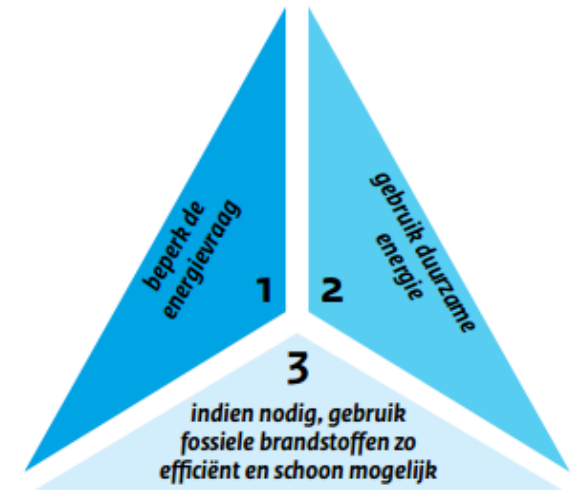 beperk de
energievraag
1
2
gebruik duurzame
energie
3
indien nodig, gebruik
fossiele brandstoffen zo
efficiënt en schoon mogelijk